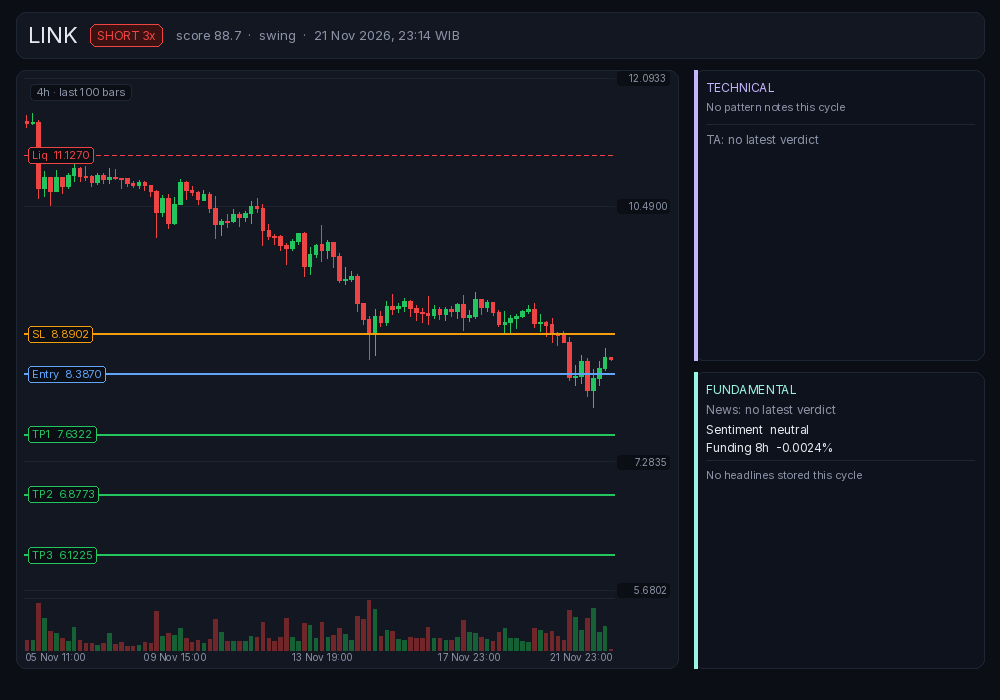 LINK SHORT 3x score 88.7 · swing · 21 Nov 2026, 23:14 WIB
4h · last 100 bars
12.0933
Liq 11.1270
10.4900
SL 8.8902
Entry 8.3870
TP1 7.6322
7.2835
TP2 6.8773
TP3 6.1225
5.6802
05 Nov 11:00 09 Nov 15:00 13 Nov 19:00 17 Nov 23:00 21 Nov 23:00
TECHNICAL
No pattern notes this cycle
TA: no latest verdict
FUNDAMENTAL
News: no latest verdict
Sentiment neutral
Funding 8h -0.0024%
No headlines stored this cycle